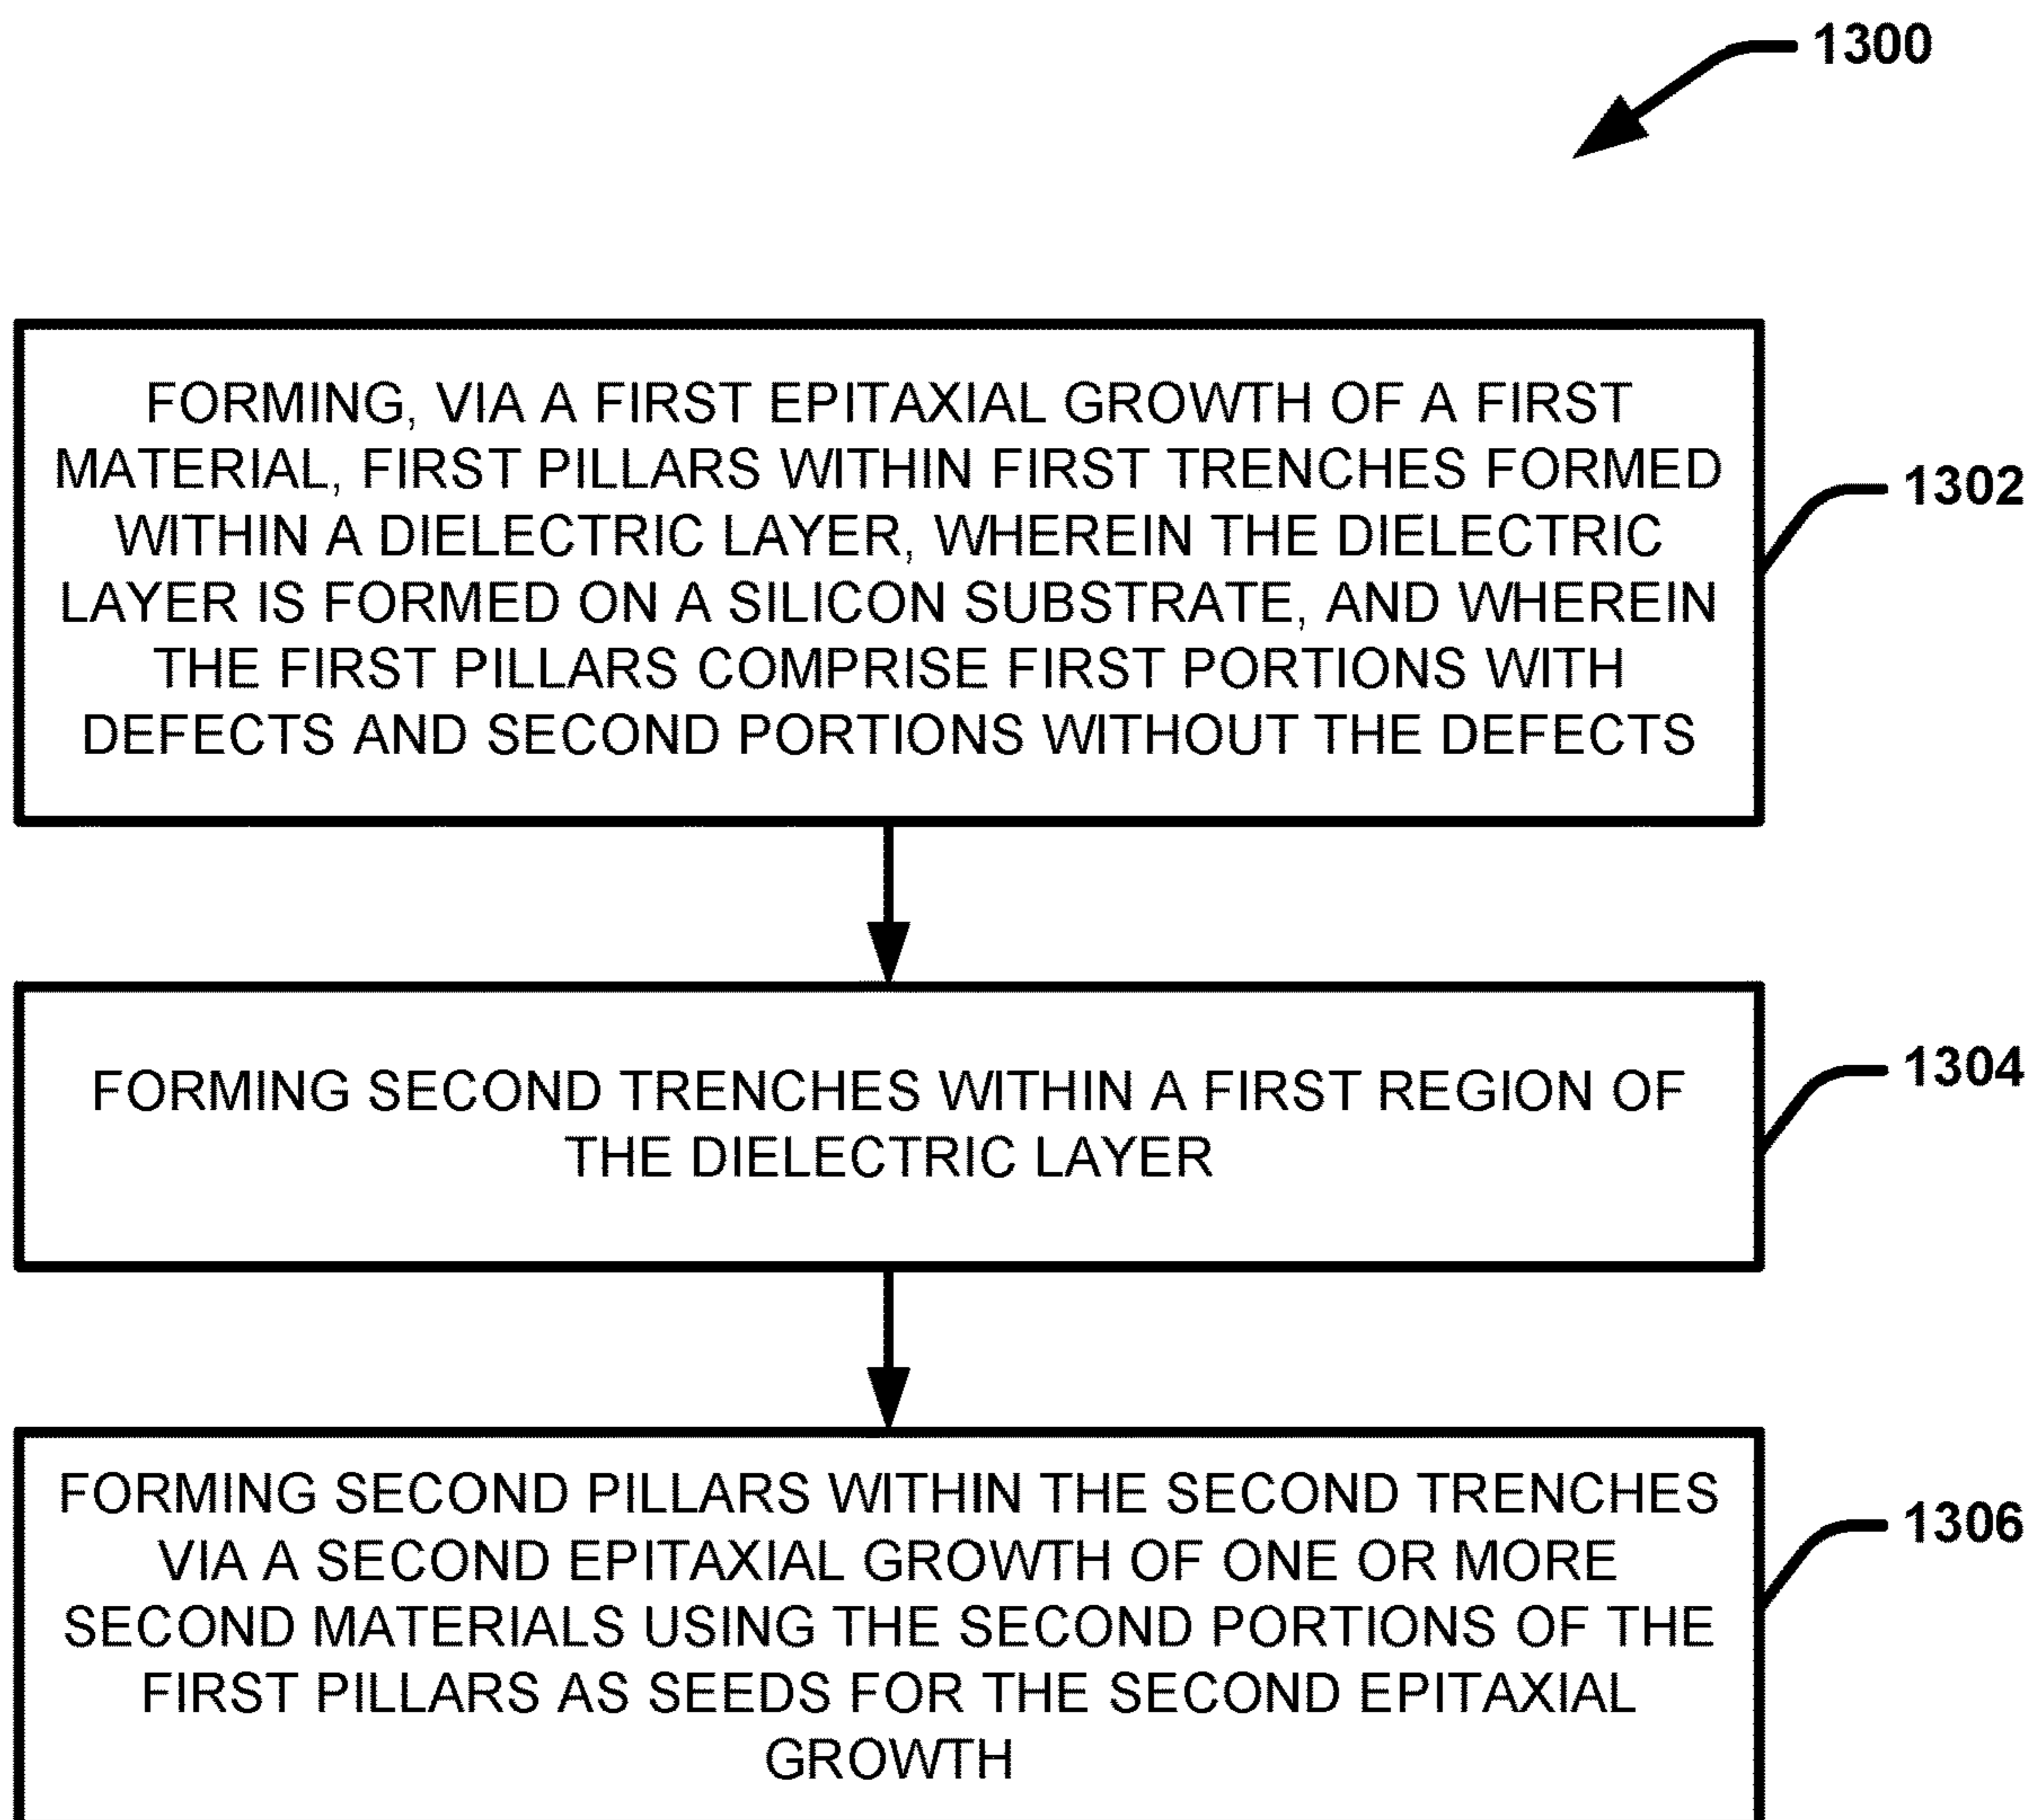 1300
FORMING, VIA A FIRST EPITAXIAL GROWTH OF A FIRST
MATERIAL, FIRST PILLARS WITHIN FIRST TRENCHES FORMED
WITHIN A DIELECTRIC LAYER, WHEREIN THE DIELECTRIC
LAYER IS FORMED ON A SILICON SUBSTRATE, AND WHEREIN
THE FIRST PILLARS COMPRISE FIRST PORTIONS WITH
DEFECTS AND SECOND PORTIONS WITHOUT THE DEFECTS
1302
FORMING SECOND TRENCHES WITHIN A FIRST REGION OF
THE DIELECTRIC LAYER
1304
FORMING SECOND PILLARS WITHIN THE SECOND TRENCHES
VIA A SECOND EPITAXIAL GROWTH OF ONE OR MORE
SECOND MATERIALS USING THE SECOND PORTIONS OF THE
FIRST PILLARS AS SEEDS FOR THE SECOND EPITAXIAL
GROWTH
1306